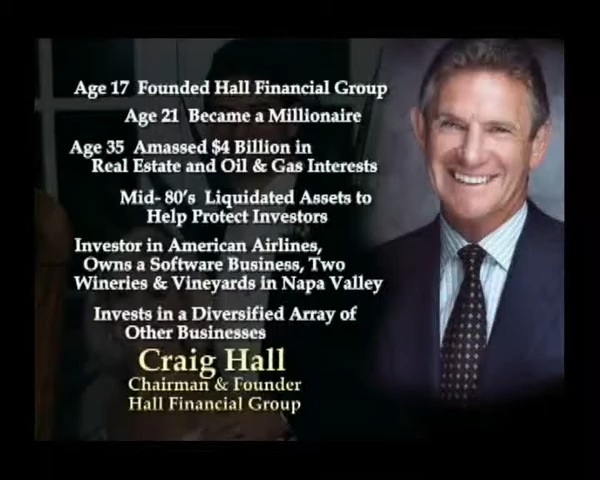 Age 17 Founded Hall Financial Group
Age 21 Became a Millionaire
Age 35 Amassed $4 Billion in
Real Estate and Oil & Gas Interests
Mid- 80's Liquidated Assets to
Help Protect Investors
Investor in American Airlines,
Owns a Software Business, Two
Wineries & Vineyards in Napa Valley
Invests in a Diversified Array of
Other Businesses
Craig Hall
Chairman & Founder
Hall Financial Group